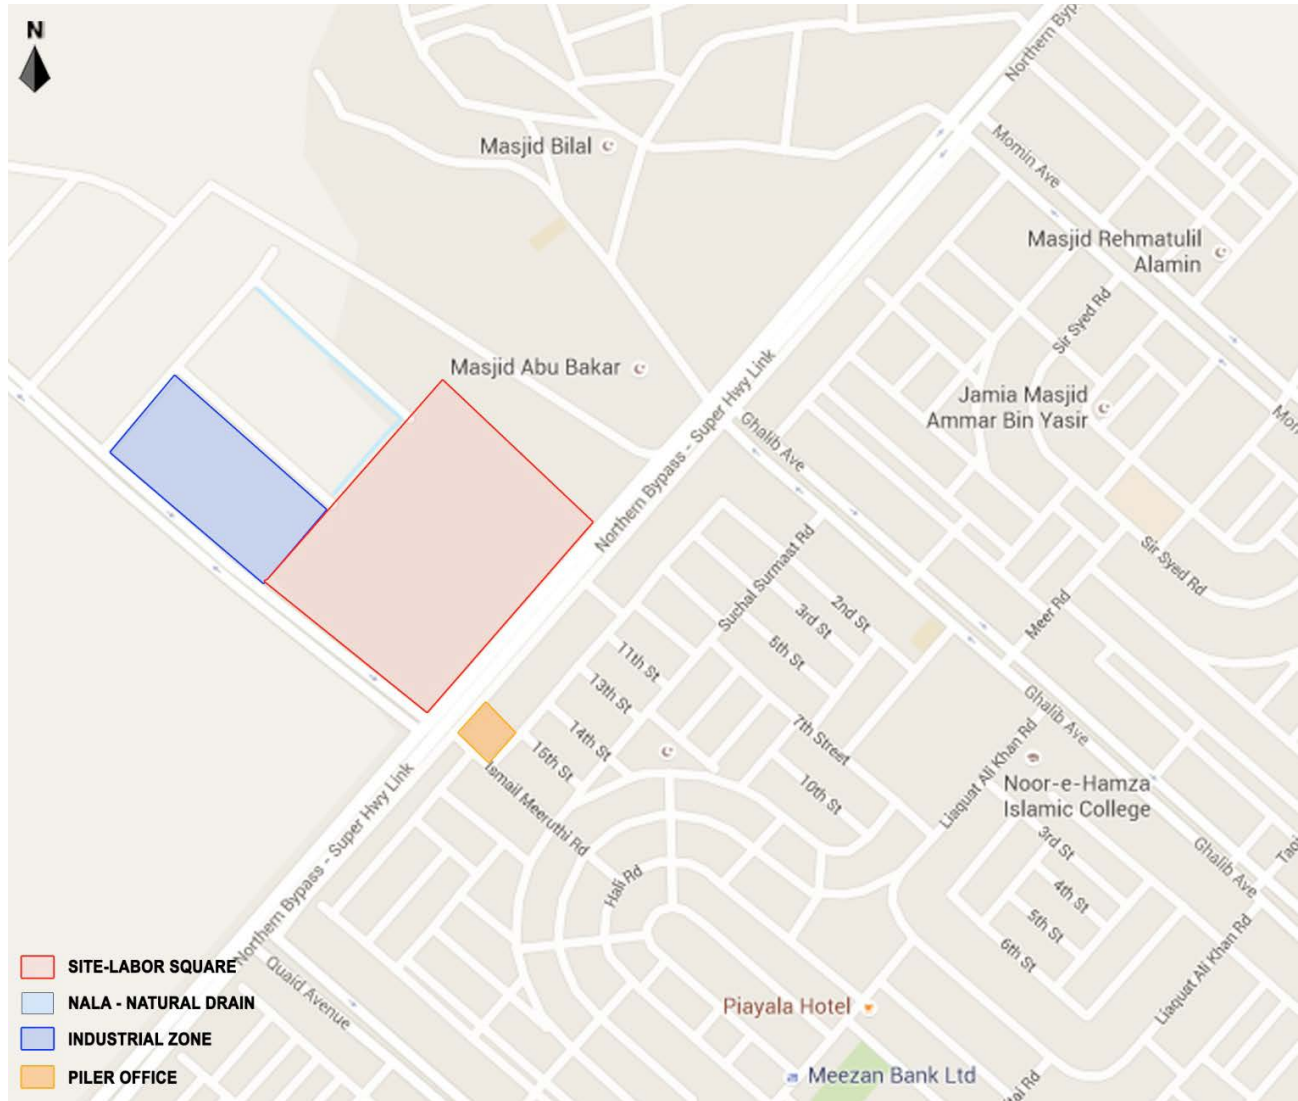 N
Northern Byp
Masjid Bilal
Momin Ave
Masjid Rehmatulil
Alamin
Sir Syed Rd
Masjid Abu Bakar
Northern Bypass - Super Hwy Link
Jamia Masjid
Ammar Bin Yasir
Mom
Ghalib Ave
Suchal Surmast Rd
Sir Syed Rd
2nd St
3rd St
5th St
Meer Rd
11th St
13th St
14th St
15th St
7th Street
10th St
Ghalib Ave
Liaquat Ali Khan Rd
Noor-e-Hamza
Islamic College
Ismail Meeruthi Rd
Northern Bypass - Super Hwy Link
Hali Rd
3rd St
4th St
5th St
6th St
Ghalib Ave
Liaquat Ali Khan Rd
Quaid Avenue
Piayala Hotel
Meezan Bank Ltd
SITE-LABOR SQUARE
NALA - NATURAL DRAIN
INDUSTRIAL ZONE
PILER OFFICE